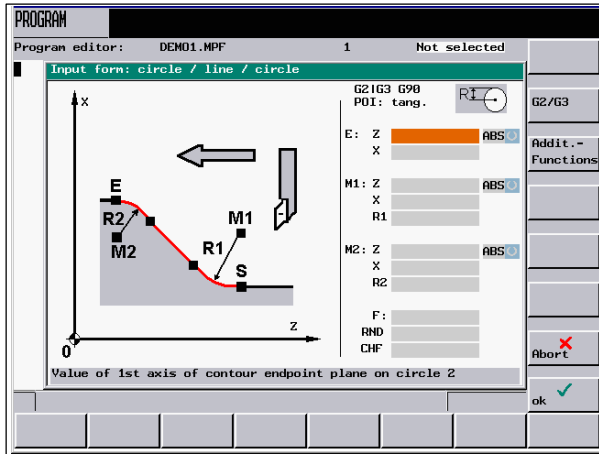 PROGRAM
Program editor: DEMO1.MPF 1 Not selected
Input form: circle / line / circle
X
E
R2
M2
M1
R1
S
Z
0
G2|G3 G90
POI: tang.
R
E: Z ABS
X
M1: Z ABS
X
R1
M2: Z ABS
X
R2
F:
RND
CHF
Value of 1st axis of contour endpoint plane on circle 2
G2/G3
Addit.-
Functions
Abort
ok